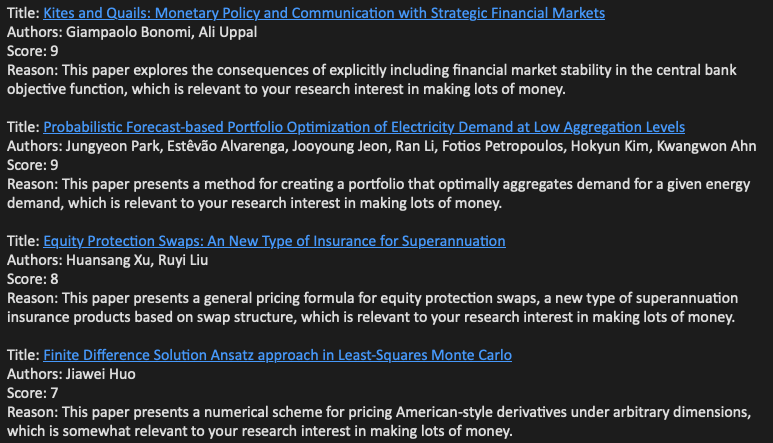 Title: Kites and Quails: Monetary Policy and Communication with Strategic Financial Markets
Authors: Giampaolo Bonomi, Ali Uppal
Score: 9
Reason: This paper explores the consequences of explicitly including financial market stability in the central bank
objective function, which is relevant to your research interest in making lots of money.
Title: Probabilistic Forecast-based Portfolio Optimization of Electricity Demand at Low Aggregation Levels
Authors: Jungyeon Park, Estêvão Alvarenga, Jooyoung Jeon, Ran Li, Fotios Petropoulos, Hokyun Kim, Kwangwon Ahn
Score: 9
Reason: This paper presents a method for creating a portfolio that optimally aggregates demand for a given energy
demand, which is relevant to your research interest in making lots of money.
Title: Equity Protection Swaps: An New Type of Insurance for Superannuation
Authors: Huansang Xu, Ruyi Liu
Score: 8
Reason: This paper presents a general pricing formula for equity protection swaps, a new type of superannuation
insurance products based on swap structure, which is relevant to your research interest in making lots of money.
Title: Finite Difference Solution Ansatz approach in Least-Squares Monte Carlo
Authors: Jiawei Huo
Score: 7
Reason: This paper presents a numerical scheme for pricing American-style derivatives under arbitrary dimensions,
which is somewhat relevant to your research interest in making lots of money.